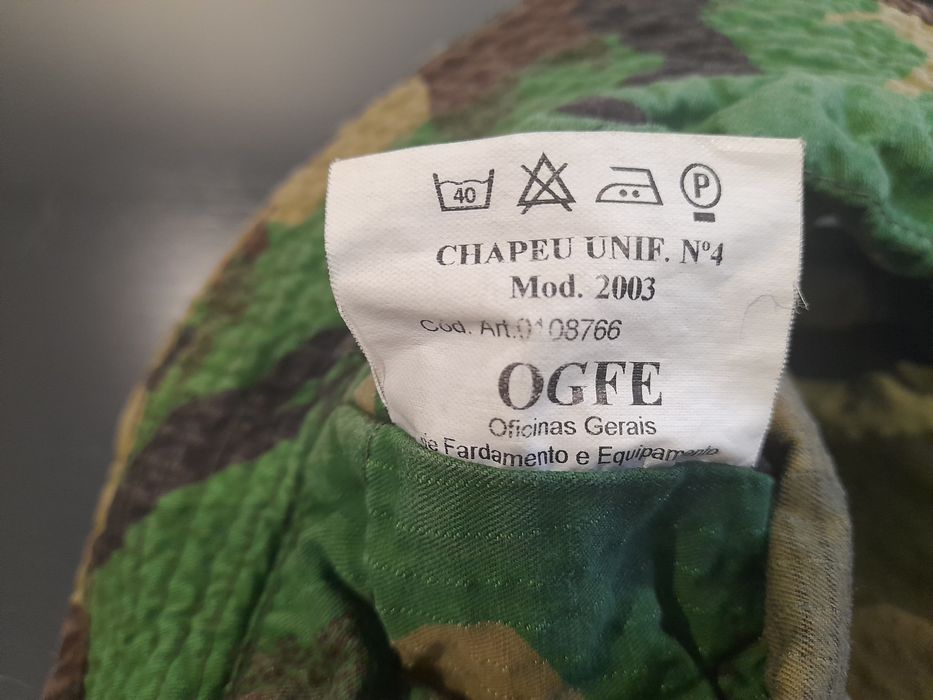 40
P
CHAPEU UNIF. Nº4
Mod. 2003
Cod. Art.0108766
OGFE
Oficinas Gerais
de Fardamento e Equipamento